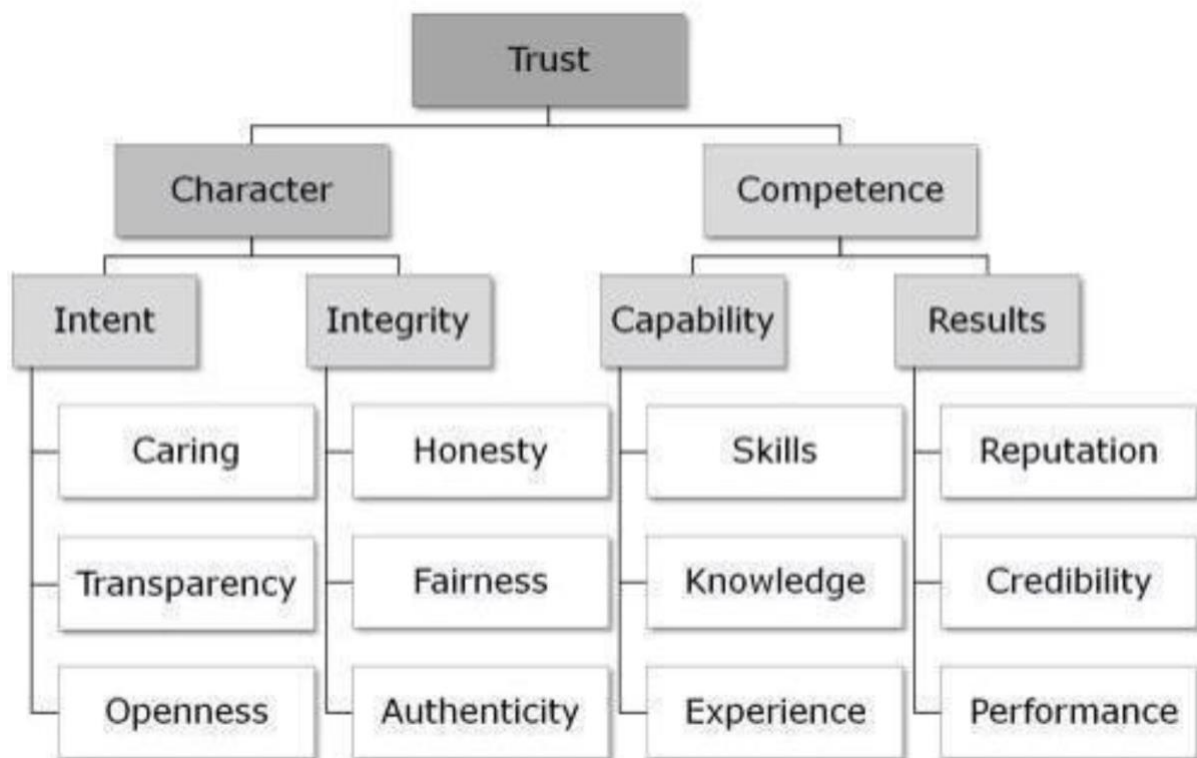 Trust
Character
Competence
Intent
Integrity
Capability
Results
Caring
Honesty
Skills
Reputation
Transparency
Fairness
Knowledge
Credibility
Openness
Authenticity
Experience
Performance